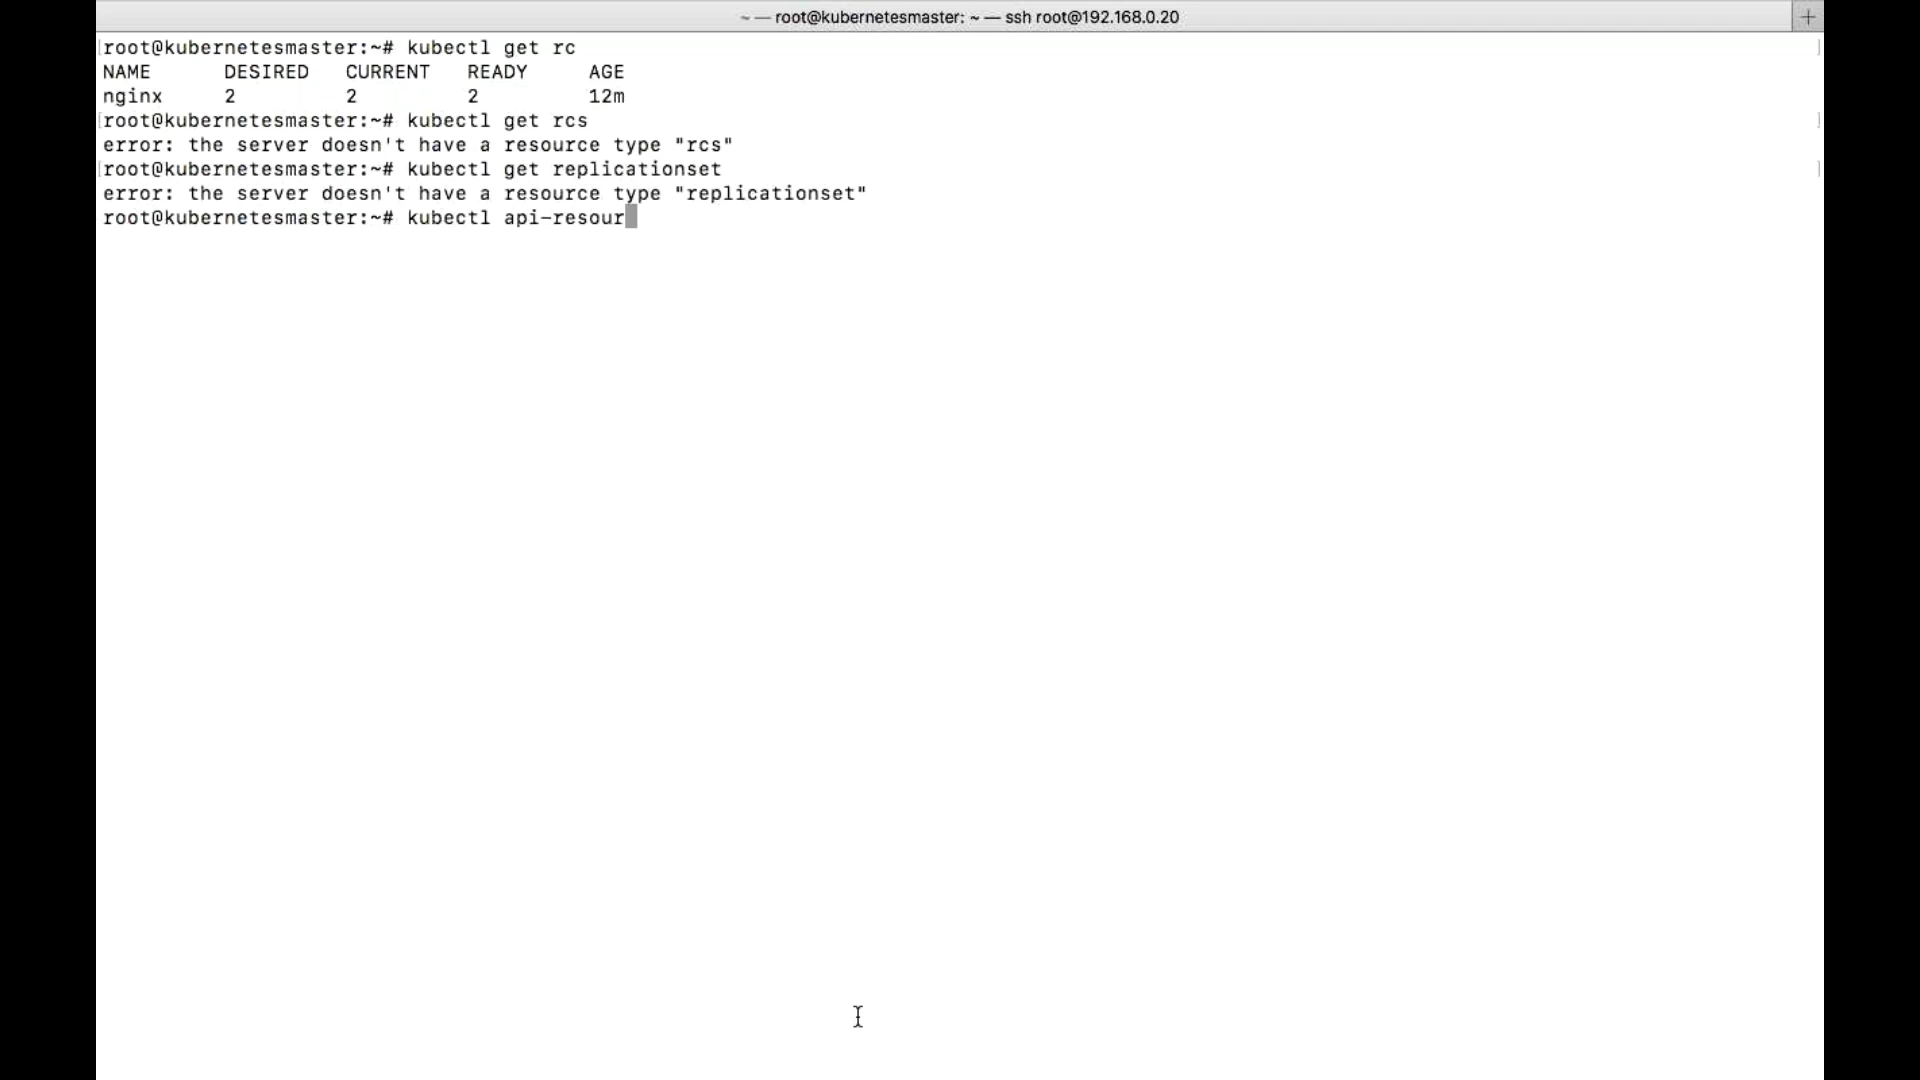 ~ — root@kubernetesmaster: ~ — ssh root@192.168.0.20
root@kubernetesmaster:~# kubectl get rc
NAME DESIRED CURRENT READY AGE
nginx 2 2 2 12m
root@kubernetesmaster:~# kubectl get rcs
error: the server doesn't have a resource type "rcs"
root@kubernetesmaster:~# kubectl get replicationset
error: the server doesn't have a resource type "replicationset"
root@kubernetesmaster:~# kubectl api-resour